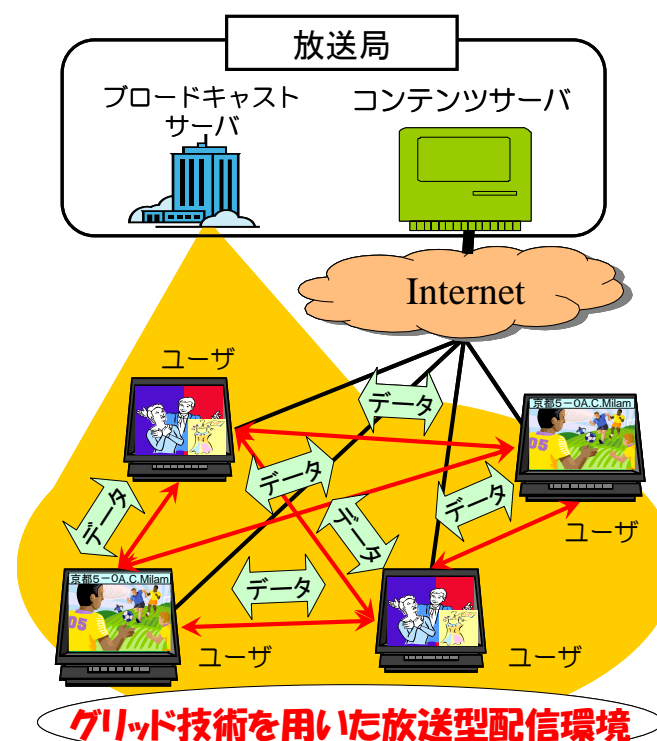 放送局
ブロードキャスト
サーバ
コンテンツサーバ
Internet
ユーザ
データ
京都5－0A.C.Milam
05
データ
データ
データ
データ
データ
ユーザ
京都5－0A.C.Milam
05
データ
ユーザ
ユーザ
グリッド技術を用いた放送型配信環境